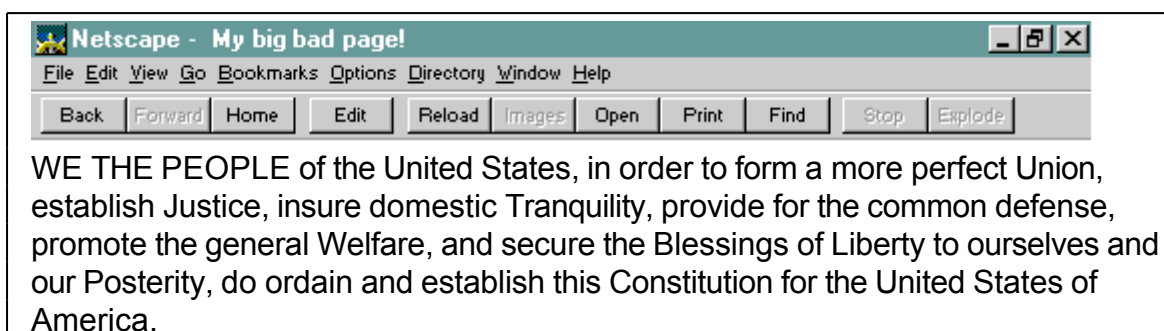 Netscape - My big bad page!
File Edit View Go Bookmarks Options Directory Window Help
Back Forward Home Edit Reload Images Open Print Find Stop Explode
WE THE PEOPLE of the United States, in order to form a more perfect Union,
establish Justice, insure domestic Tranquility, provide for the common defense,
promote the general Welfare, and secure the Blessings of Liberty to ourselves and
our Posterity, do ordain and establish this Constitution for the United States of
America.